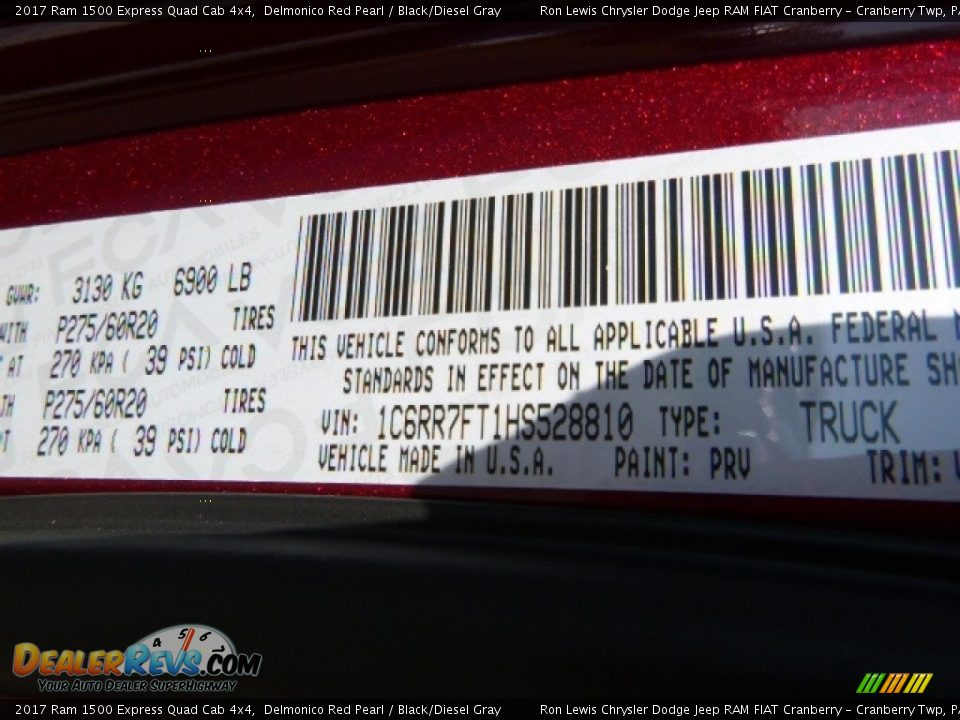 2017 Ram 1500 Express Quad Cab 4x4, Delmonico Red Pearl / Black/Diesel Gray Ron Lewis Chrysler Dodge Jeep RAM FIAT Cranberry - Cranberry Twp, PA
GVWR: 3130 KG 6900 LB
WITH P275/60R20 TIRES
AT 270 KPA ( 39 PSI) COLD
P275/60R20 TIRES
270 KPA ( 39 PSI) COLD
THIS VEHICLE CONFORMS TO ALL APPLICABLE U.S.A. FEDERAL
STANDARDS IN EFFECT ON THE DATE OF MANUFACTURE SH
VIN: 1C6RR7FT1HS528810 TYPE: TRUCK
VEHICLE MADE IN U.S.A. PAINT: PRV TRIM:
4 5 6
DEALERREVS.COM
Your Auto Dealer SuperHighway
2017 Ram 1500 Express Quad Cab 4x4, Delmonico Red Pearl / Black/Diesel Gray Ron Lewis Chrysler Dodge Jeep RAM FIAT Cranberry - Cranberry Twp, PA